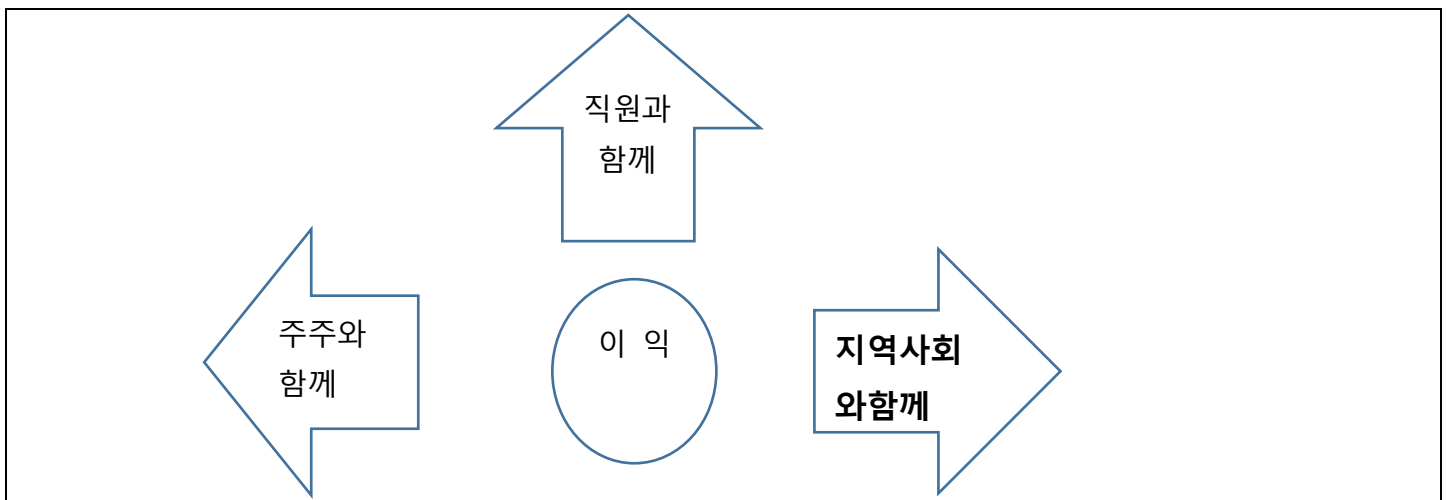 직원과
함께
주주와
함께
이 익
지역사회
와함께